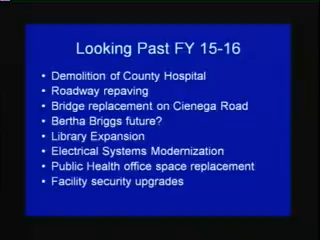 Looking Past FY 15-16
• Demolition of County Hospital
• Roadway repaving
• Bridge replacement on Cienega Road
• Bertha Briggs future?
• Library Expansion
• Electrical Systems Modernization
• Public Health office space replacement
• Facility security upgrades